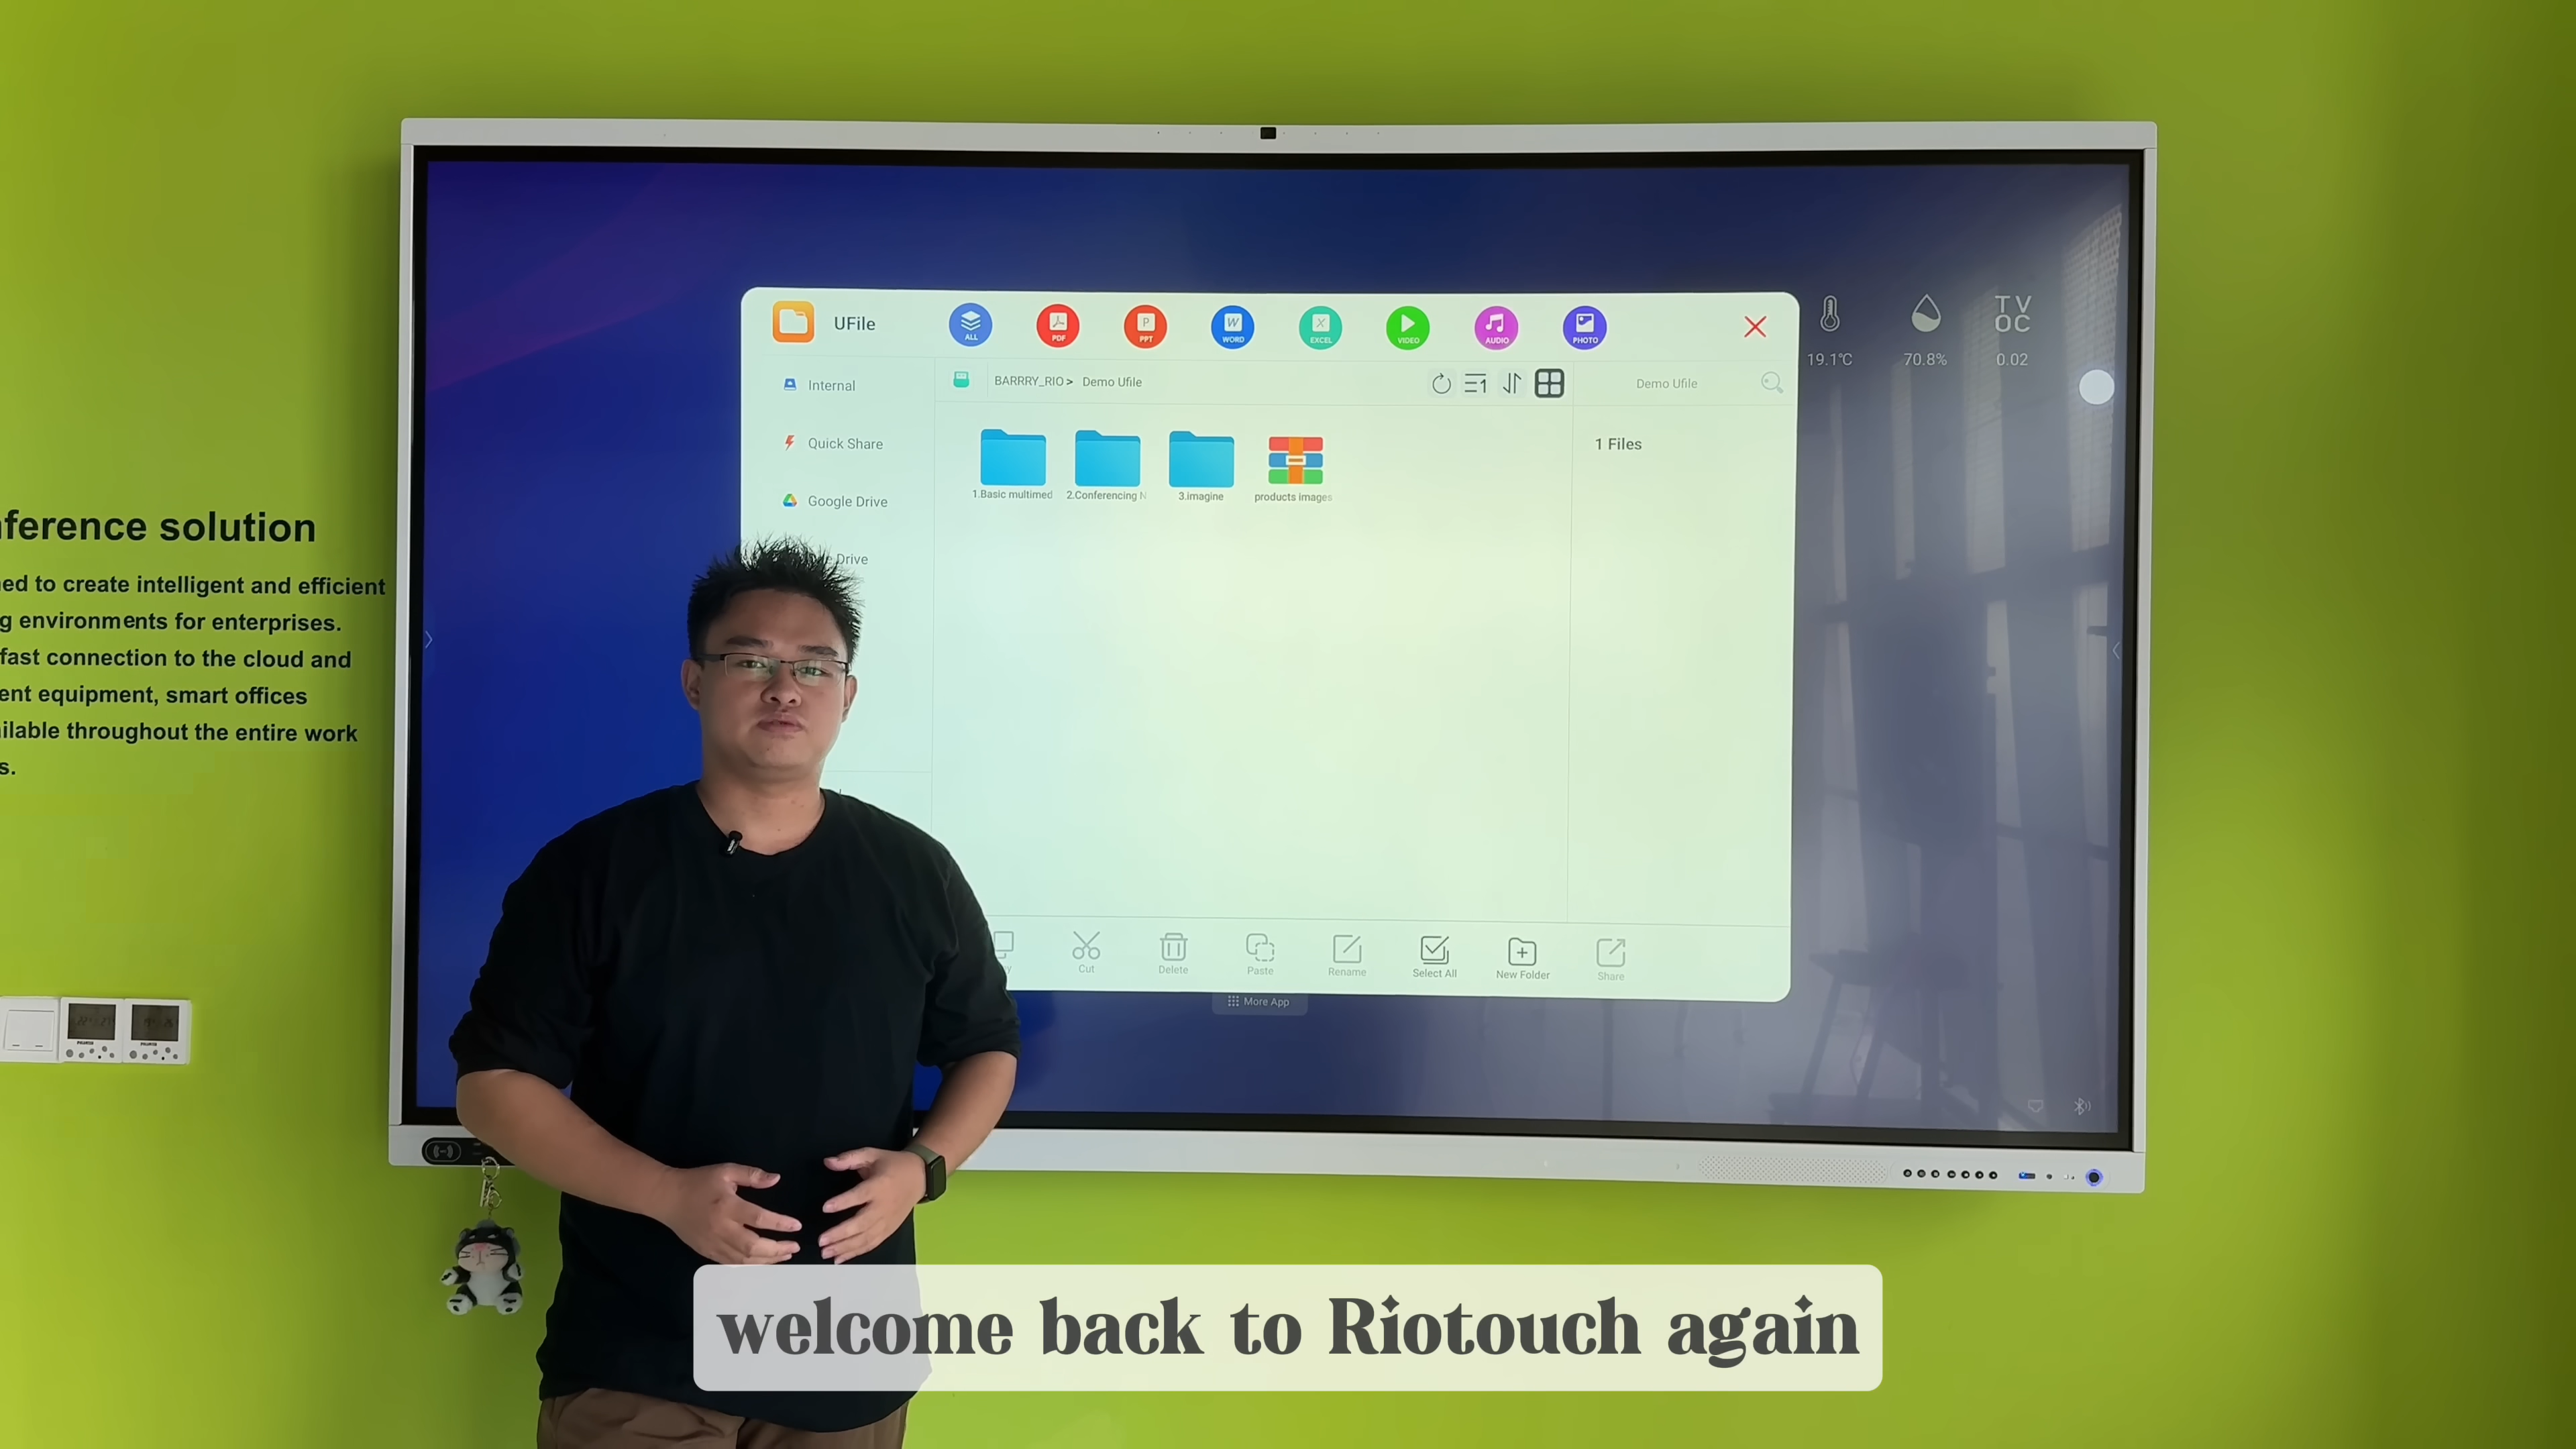 UFile
ALL
PDF
PPT
WORD
EXCEL
VIDEO
AUDIO
PHOTO
19.1°C
70.8%
TV
OC
0.02
Internal
BARRRY_RIO > Demo Ufile
Demo Ufile
Quick Share
1 Files
Google Drive
Drive
1.Basic multimed
2.Conferencing N
3.imagine
products images
ference solution
ed to create intelligent and efficient
g environments for enterprises.
fast connection to the cloud and
ent equipment, smart offices
ilable throughout the entire work
s.
Cut
Delete
Paste
Rename
Select All
New Folder
Share
More App
welcome back to Riotouch again